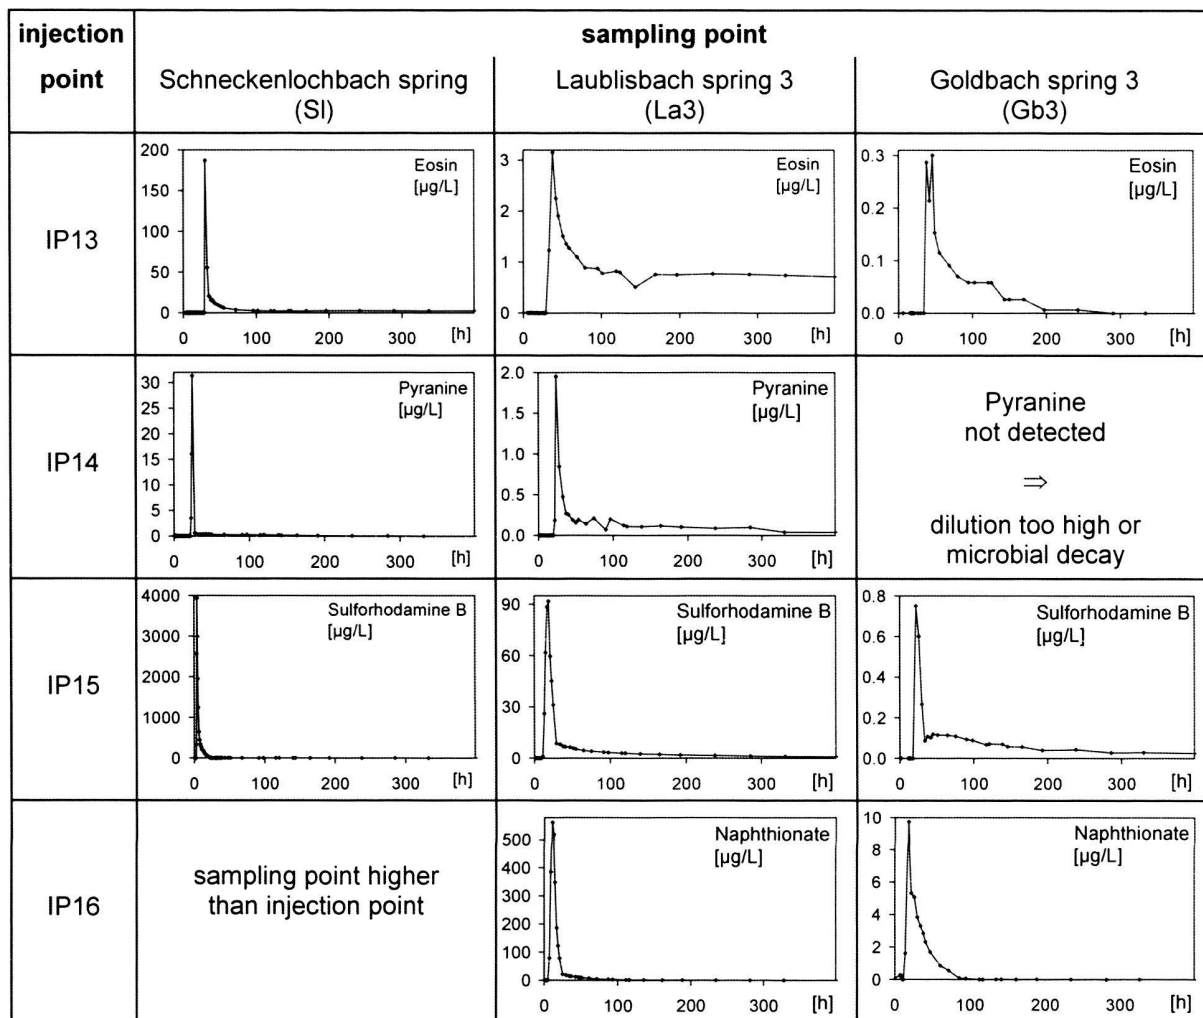 injection point
sampling point
Schneckenlochbach spring
(Sl)
Laublisbach spring 3
(La3)
Goldbach spring 3
(Gb3)
IP13
200
150
100
50
0
Eosin
[µg/L]
0 100 200 300 [h]
3
2
1
0
Eosin
[µg/L]
0 100 200 300 [h]
0.3
0.2
0.1
0.0
Eosin
[µg/L]
0 100 200 300 [h]
IP14
30
25
20
15
10
5
0
Pyranine
[µg/L]
0 100 200 300 [h]
2.0
1.5
1.0
0.5
0.0
Pyranine
[µg/L]
0 100 200 300 [h]
Pyranine
not detected
⇒
dilution too high or
microbial decay
IP15
4000
3000
2000
1000
0
Sulforhodamine B
[µg/L]
0 100 200 300 [h]
90
60
30
0
Sulforhodamine B
[µg/L]
0 100 200 300 [h]
0.8
0.6
0.4
0.2
0.0
Sulforhodamine B
[µg/L]
0 100 200 300 [h]
IP16
sampling point higher
than injection point
500
400
300
200
100
0
Naphthionate
[µg/L]
0 100 200 300 [h]
10
8
6
4
2
0
Naphthionate
[µg/L]
0 100 200 300 [h]